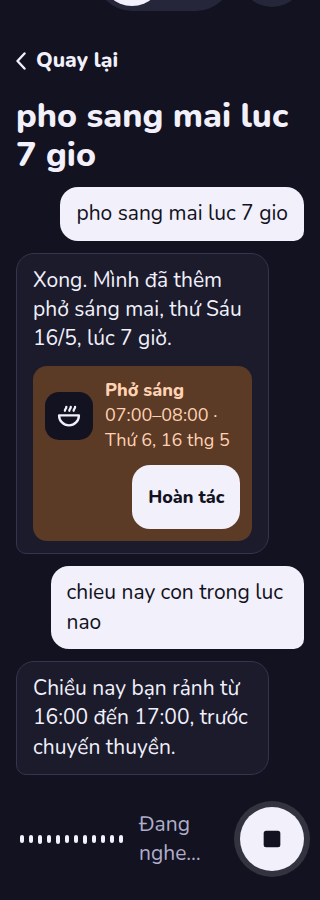 Quay lại
pho sang mai luc
7 gio
pho sang mai luc 7 gio
Xong. Mình đã thêm
phở sáng mai, thứ Sáu
16/5, lúc 7 giờ.
Phở sáng
07:00–08:00 ·
Thứ 6, 16 thg 5
Hoàn tác
chieu nay con trong luc
nao
Chiều nay bạn rảnh từ
16:00 đến 17:00, trước
chuyến thuyền.
Đang
nghe...